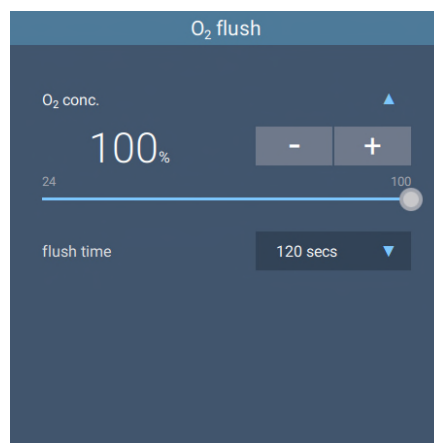 O₂ flush
O₂ conc.
100%
- +
24 100
flush time 120 secs